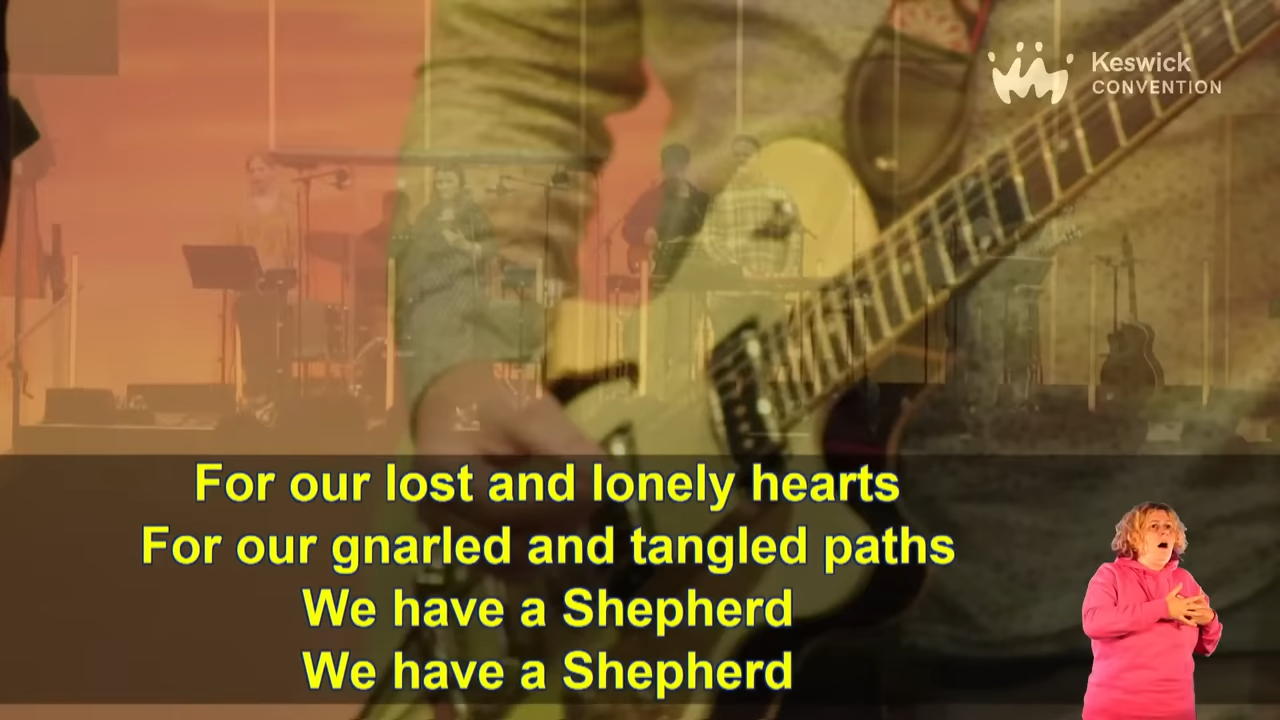 Keswick
CONVENTION
For our lost and lonely hearts
For our gnarled and tangled paths
We have a Shepherd
We have a Shepherd